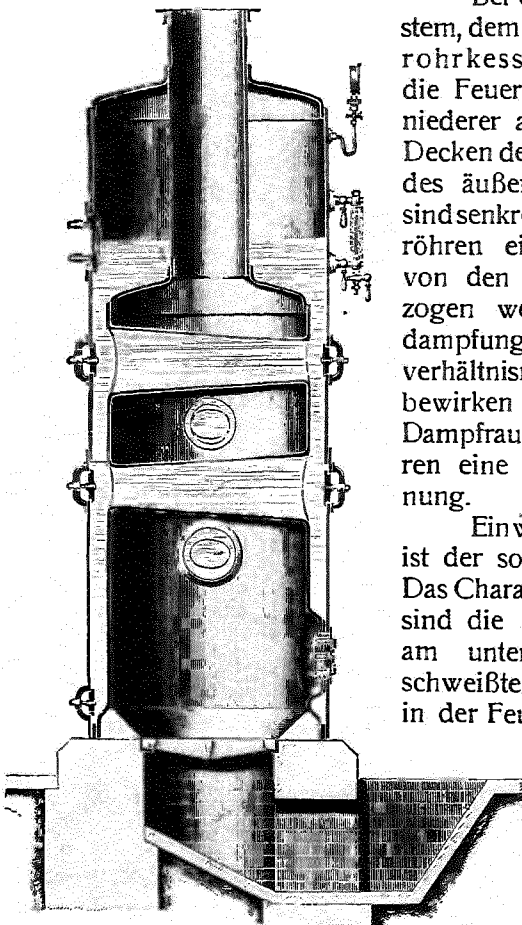 stem, dem
rohrkess
die Feuer
niederer a
Decken de
des äußer
sind senkre
röhren ei
von den
zogen we
dampfung
verhältnism
bewirken
Dampfrau
ren eine
nung.
Ein
ist der so
Das Chara
sind die
am unter
schweißte
in der Fer